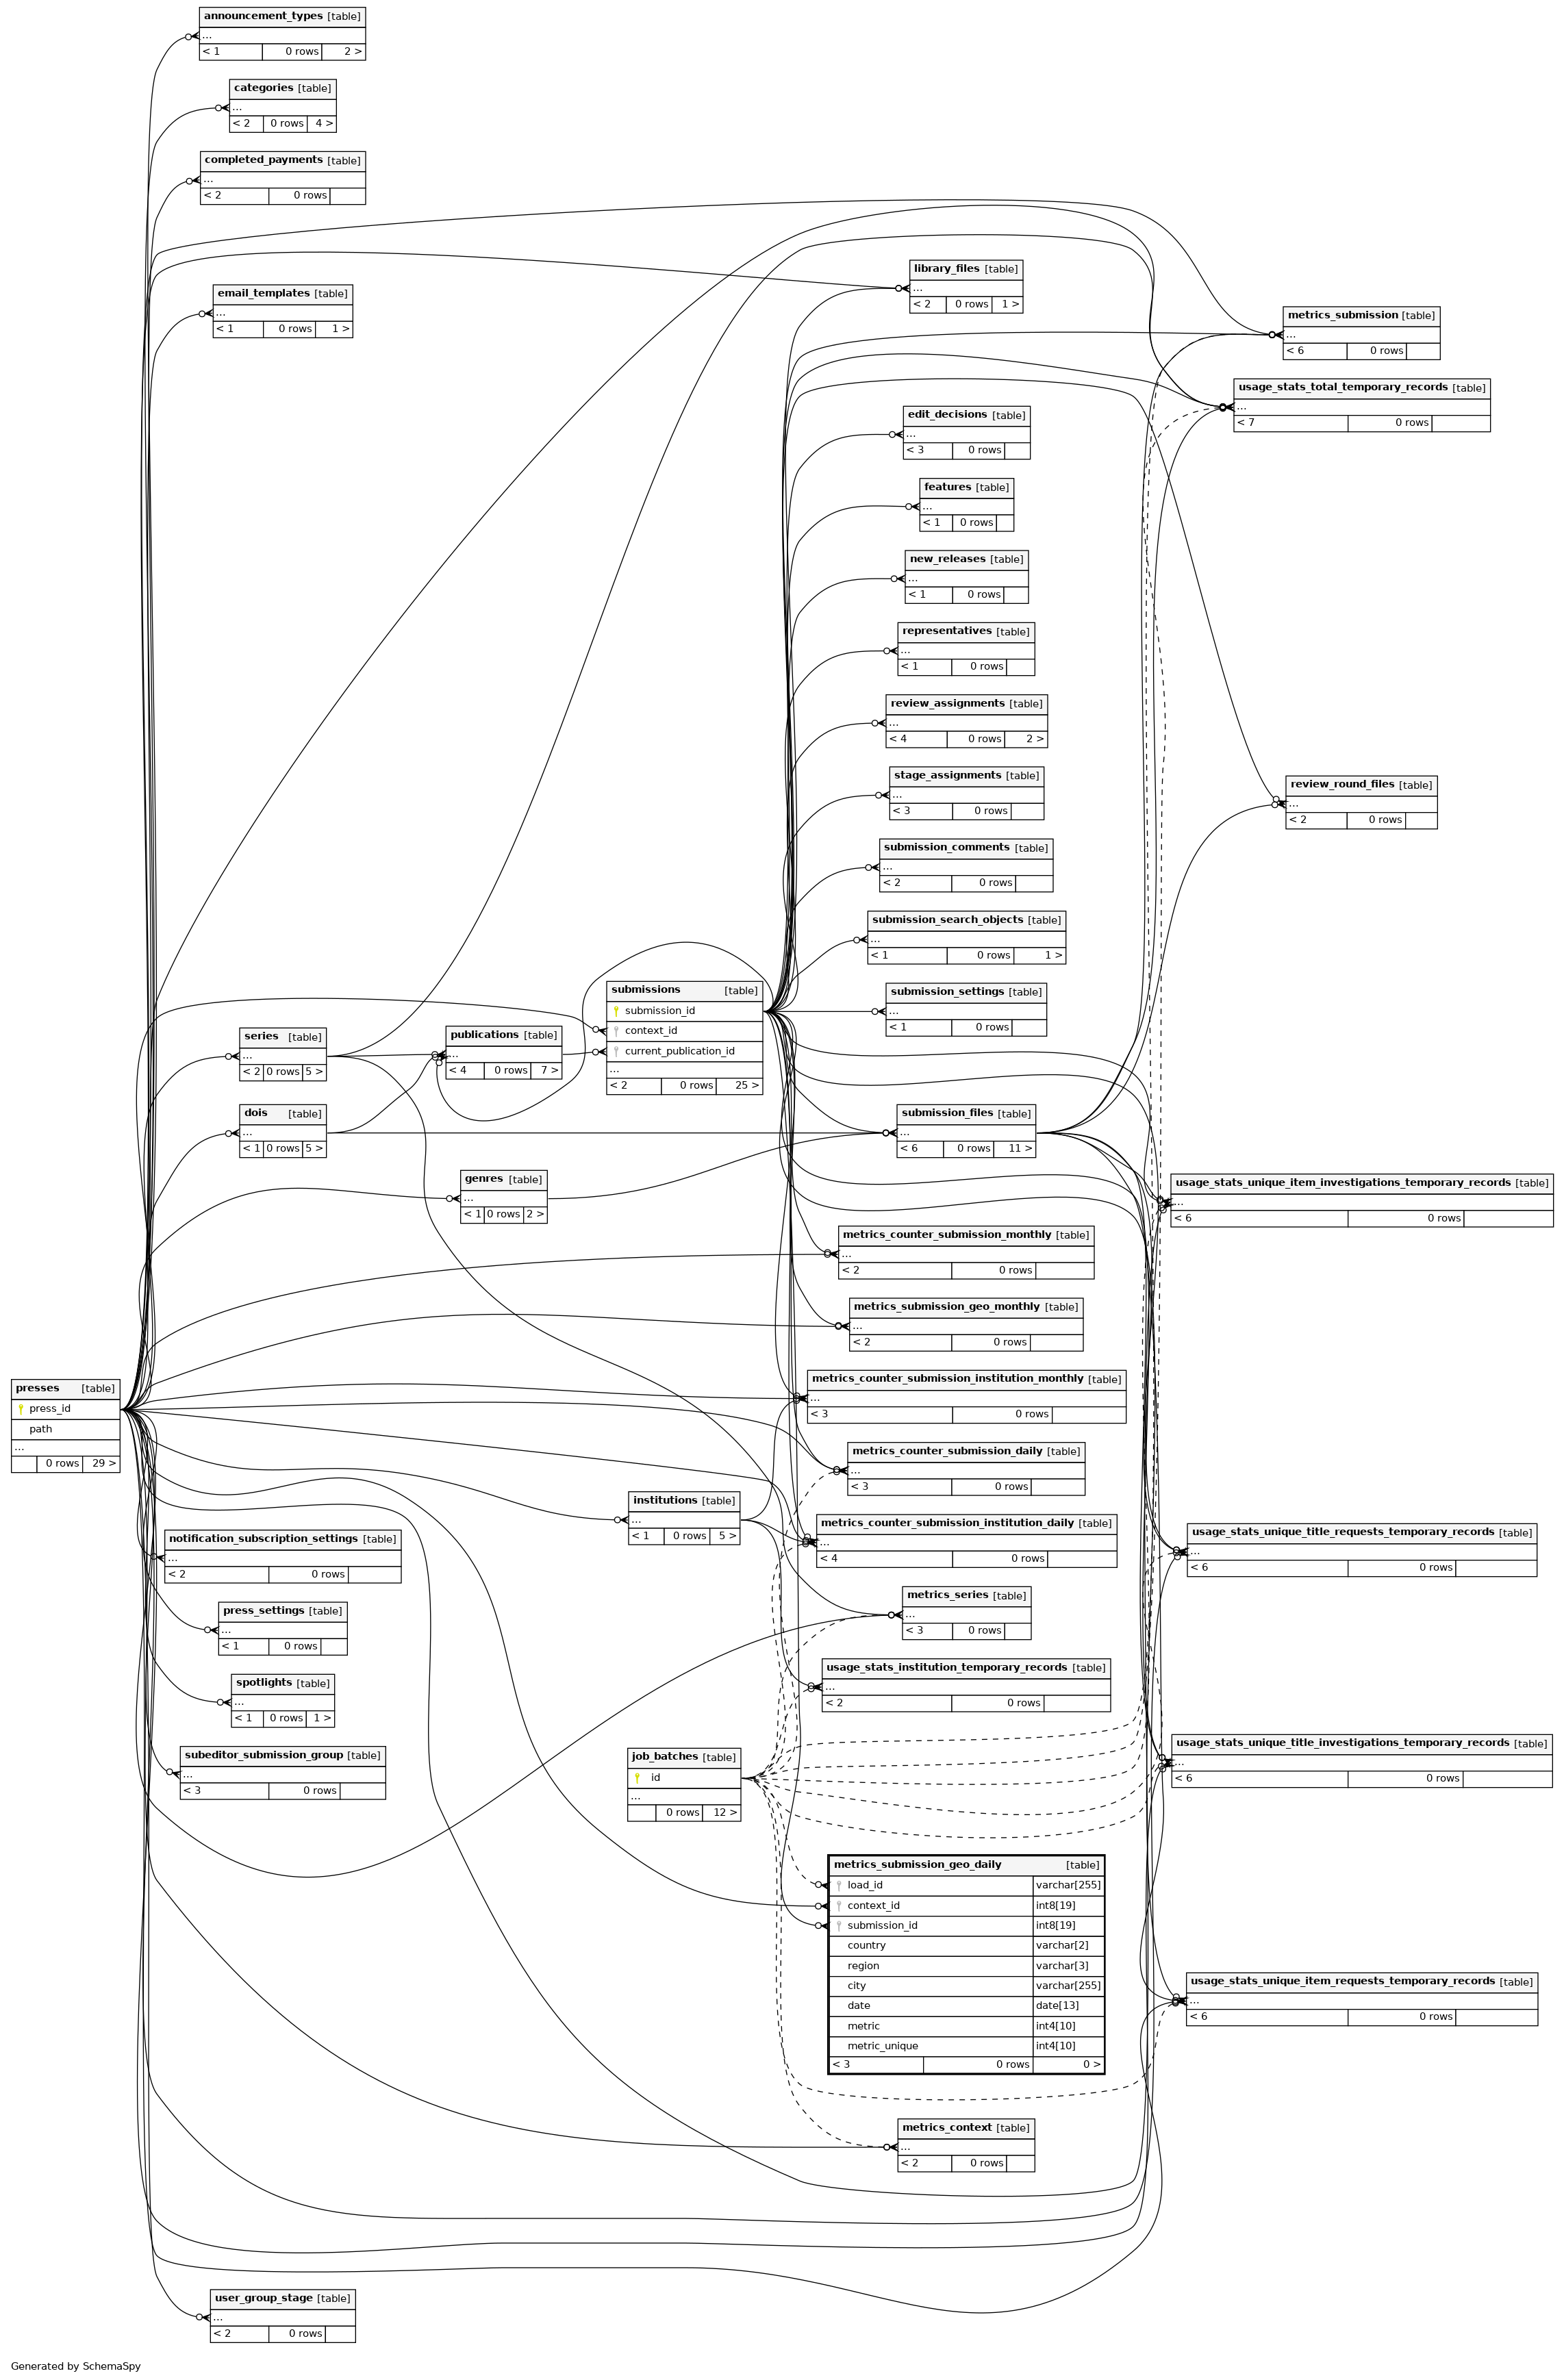 announcement_types [table]
...
< 1 0 rows 2 >
categories [table]
...
< 2 0 rows 4 >
completed_payments [table]
...
< 2 0 rows
email_templates [table]
...
< 1 0 rows 1 >
library_files [table]
...
< 2 0 rows 1 >
metrics_submission [table]
...
< 6 0 rows
usage_stats_total_temporary_records [table]
...
< 7 0 rows
edit_decisions [table]
...
< 3 0 rows
features [table]
...
< 1 0 rows
new_releases [table]
...
< 1 0 rows
representatives [table]
...
< 1 0 rows
review_assignments [table]
...
< 4 0 rows 2 >
stage_assignments [table]
...
< 3 0 rows
review_round_files [table]
...
< 2 0 rows
submission_comments [table]
...
< 2 0 rows
submission_search_objects [table]
...
< 1 0 rows 1 >
submissions [table]
submission_id
context_id
current_publication_id
...
< 2 0 rows 25 >
submission_settings [table]
...
< 1 0 rows
series [table]
...
< 2 0 rows 5 >
publications [table]
...
< 4 0 rows 7 >
dois [table]
...
< 1 0 rows 5 >
submission_files [table]
...
< 6 0 rows 11 >
genres [table]
...
< 1 0 rows 2 >
usage_stats_unique_item_investigations_temporary_records [table]
...
< 6 0 rows
metrics_counter_submission_monthly [table]
...
< 2 0 rows
metrics_submission_geo_monthly [table]
...
< 2 0 rows
presses [table]
press_id
path
...
0 rows 29 >
metrics_counter_submission_institution_monthly [table]
...
< 3 0 rows
metrics_counter_submission_daily [table]
...
< 3 0 rows
institutions [table]
...
< 1 0 rows 5 >
metrics_counter_submission_institution_daily [table]
...
< 4 0 rows
usage_stats_unique_title_requests_temporary_records [table]
...
< 6 0 rows
notification_subscription_settings [table]
...
< 2 0 rows
metrics_series [table]
...
< 3 0 rows
press_settings [table]
...
< 1 0 rows
usage_stats_institution_temporary_records [table]
...
< 2 0 rows
spotlights [table]
...
< 1 0 rows 1 >
usage_stats_unique_title_investigations_temporary_records [table]
...
< 6 0 rows
subeditor_submission_group [table]
...
< 3 0 rows
job_batches [table]
id
...
0 rows 12 >
metrics_submission_geo_daily [table]
load_id varchar[255]
context_id int8[19]
submission_id int8[19]
country varchar[2]
region varchar[3]
city varchar[255]
date date[13]
metric int4[10]
metric_unique int4[10]
< 3 0 rows 0 >
usage_stats_unique_item_requests_temporary_records [table]
...
< 6 0 rows
metrics_context [table]
...
< 2 0 rows
user_group_stage [table]
...
< 2 0 rows
Generated by SchemaSpy